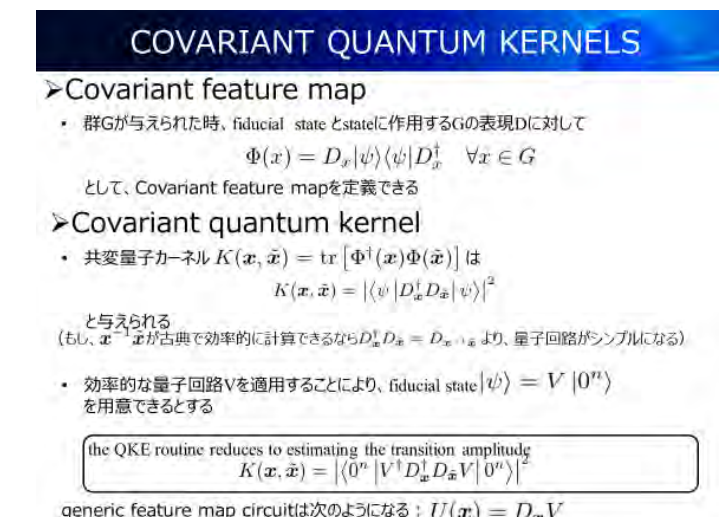 COVARIANT QUANTUM KERNELS
➢Covariant feature map
• 群Gが与えられた時、fiducial state とstateに作用するGの表現Dに対して
Φ(x) = D_x|ψ⟩⟨ψ|D_x^†  ∀x ∈ G
として、Covariant feature mapを定義できる
➢Covariant quantum kernel
• 共変量子カーネル K(x, x̃) = tr [Φ^†(x)Φ(x̃)] は
K(x, x̃) = |⟨ψ |D_x^† D_x̃| ψ⟩|^2
と与えられる
(もし、x^{-1}x̃が古典で効率的に計算できるならD_x^† D_x̃ = D_{x^{-1}x̃} より、量子回路がシンプルになる)
• 効率的な量子回路Vを適用することにより、fiducial state|ψ⟩ = V |0^n⟩
を用意できるとする
the QKE routine reduces to estimating the transition amplitude
K(x, x̃) = |⟨0^n |V^† D_x^† D_x̃ V| 0^n⟩|^2
generic feature map circuitは次のようになる : U(x) = D_x V